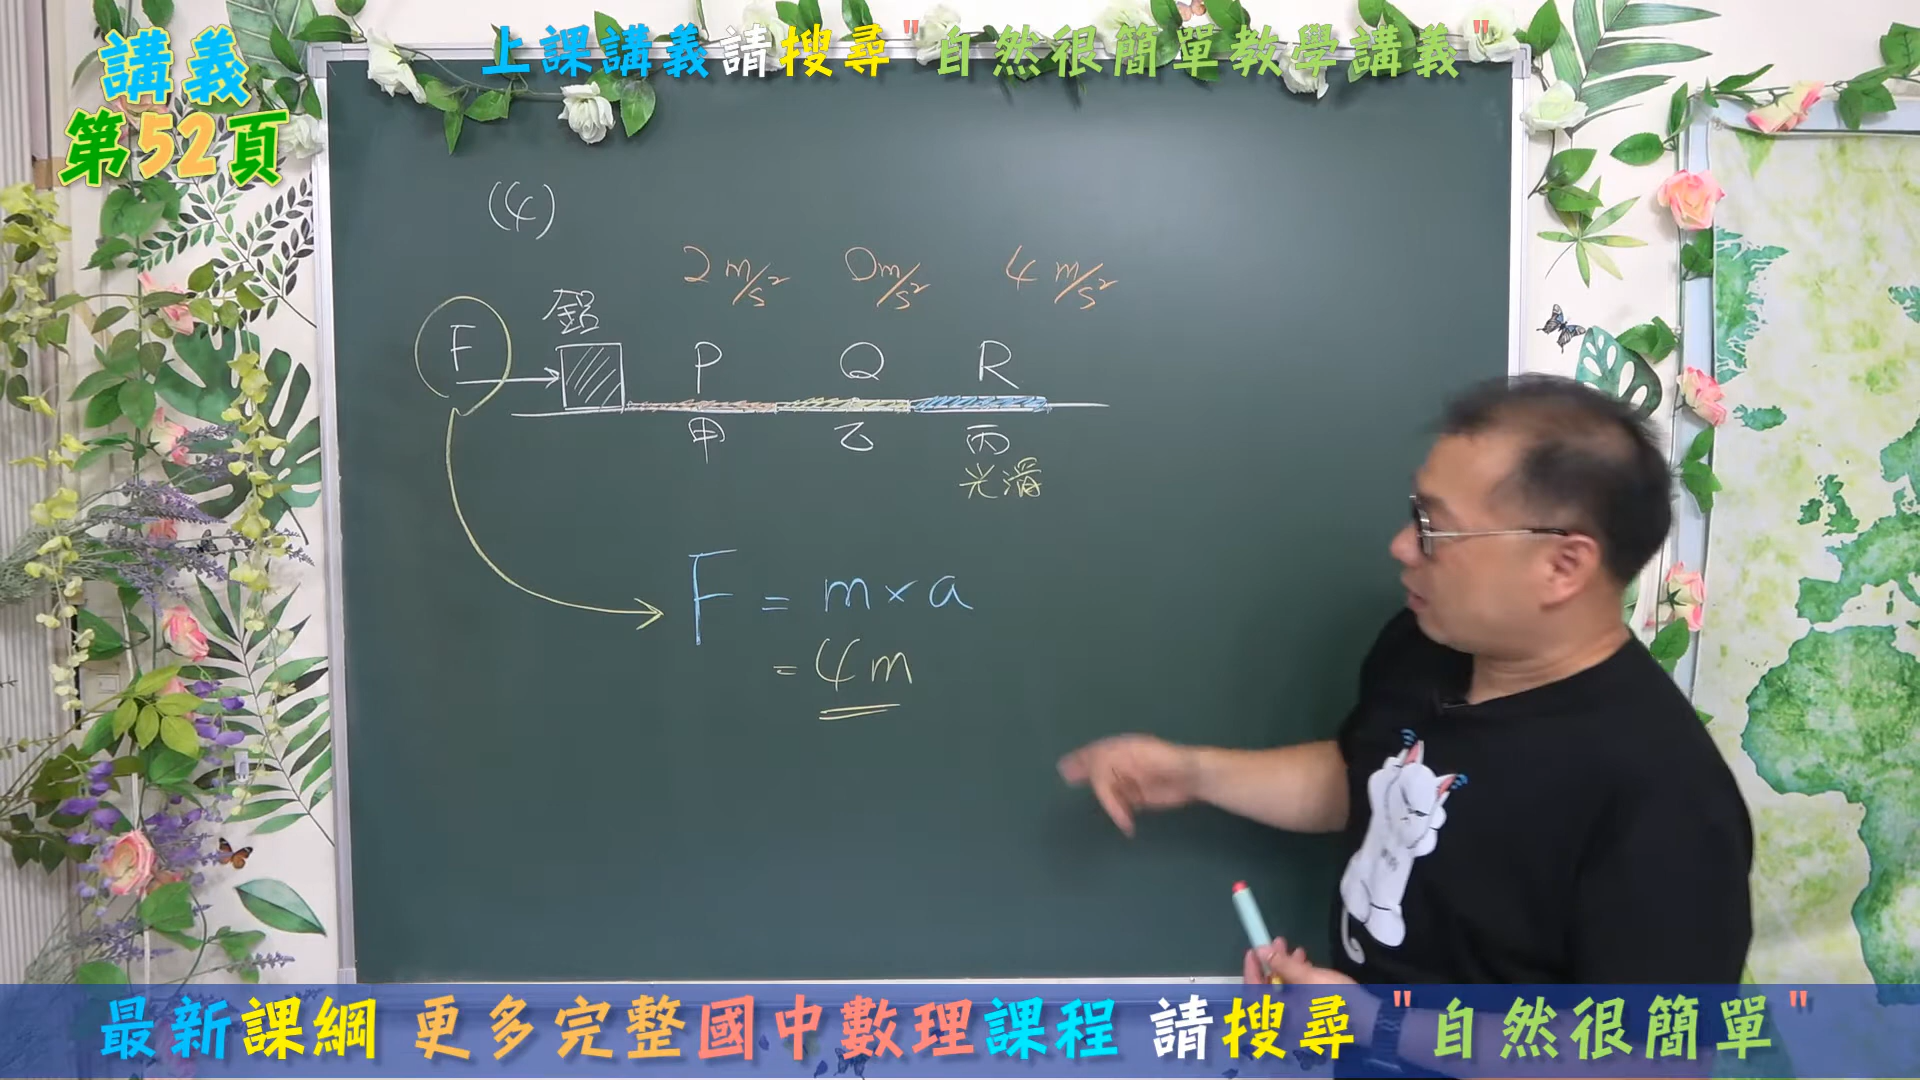 上課講義請搜尋"自然很簡單教學講義"
講義
第52頁
(4)
2 m/s² 0 m/s² 4 m/s²
鋁
F P Q R
甲 乙 丙
光滑
F = m × a
= 4m
最新課綱 更多完整國中數理課程 請搜尋 "自然很簡單"